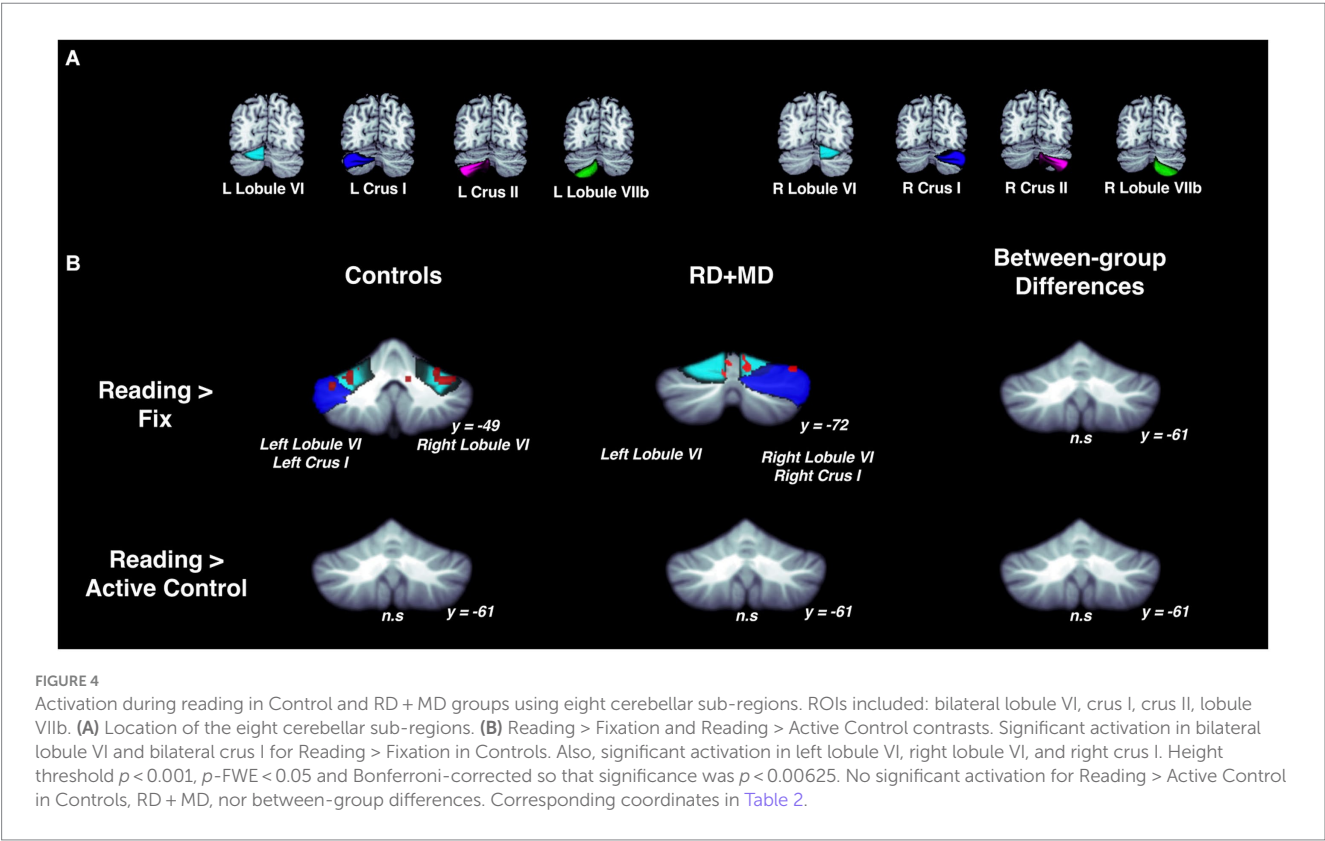 A
L Lobule VI
L Crus I
L Crus II
L Lobule VIIb
R Lobule VI
R Crus I
R Crus II
R Lobule VIIb
B
Controls
RD+MD
Between-group
Differences
Reading >
Fix
y = -49
Left Lobule VI
Left Crus I
Right Lobule VI
y = -72
Left Lobule VI
Right Lobule VI
Right Crus I
n.s
y = -61
Reading >
Active Control
n.s
y = -61
n.s
y = -61
n.s
y = -61
FIGURE 4
Activation during reading in Control and RD + MD groups using eight cerebellar sub-regions. ROIs included: bilateral lobule VI, crus I, crus II, lobule
VIIb. (A) Location of the eight cerebellar sub-regions. (B) Reading > Fixation and Reading > Active Control contrasts. Significant activation in bilateral
lobule VI and bilateral crus I for Reading > Fixation in Controls. Also, significant activation in left lobule VI, right lobule VI, and right crus I. Height
threshold p < 0.001, p-FWE < 0.05 and Bonferroni-corrected so that significance was p < 0.00625. No significant activation for Reading > Active Control
in Controls, RD + MD, nor between-group differences. Corresponding coordinates in Table 2.